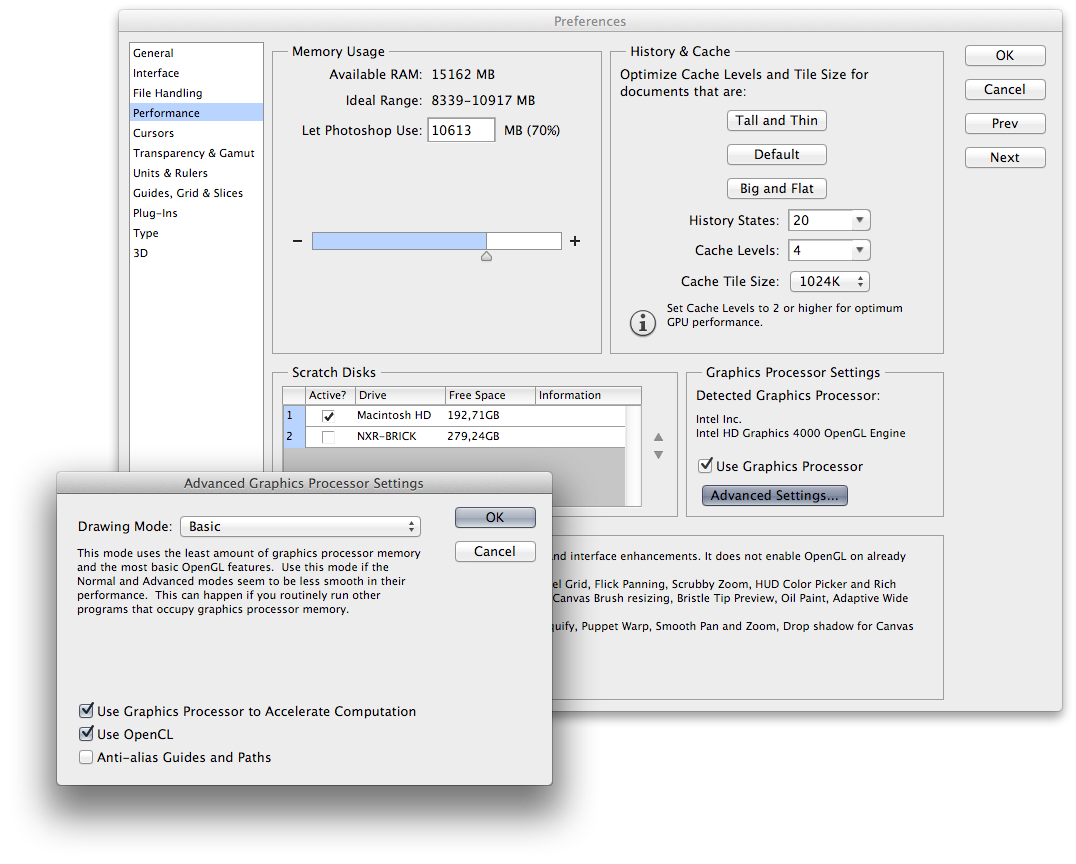 Preferences
General
Interface
File Handling
Performance
Cursors
Transparency & Gamut
Units & Rulers
Guides, Grid & Slices
Plug-Ins
Type
3D
Memory Usage
Available RAM: 15162 MB
Ideal Range: 8339-10917 MB
Let Photoshop Use: 10613 MB (70%)
− +
History & Cache
Optimize Cache Levels and Tile Size for
documents that are:
Tall and Thin
Default
Big and Flat
History States: 20
Cache Levels: 4
Cache Tile Size: 1024K
Set Cache Levels to 2 or higher for optimum
GPU performance.
OK
Cancel
Prev
Next
Scratch Disks
Active? Drive Free Space Information
1 Macintosh HD 192,71GB
2 NXR-BRICK 279,24GB
Graphics Processor Settings
Detected Graphics Processor:
Intel Inc.
Intel HD Graphics 4000 OpenGL Engine
Use Graphics Processor
Advanced Settings...
nd interface enhancements. It does not enable OpenGL on already
el Grid, Flick Panning, Scrubby Zoom, HUD Color Picker and Rich
Canvas Brush resizing, Bristle Tip Preview, Oil Paint, Adaptive Wide
quify, Puppet Warp, Smooth Pan and Zoom, Drop shadow for Canvas
Advanced Graphics Processor Settings
Drawing Mode: Basic
This mode uses the least amount of graphics processor memory
and the most basic OpenGL features. Use this mode if the
Normal and Advanced modes seem to be less smooth in their
performance. This can happen if you routinely run other
programs that occupy graphics processor memory.
OK
Cancel
Use Graphics Processor to Accelerate Computation
Use OpenCL
Anti-alias Guides and Paths